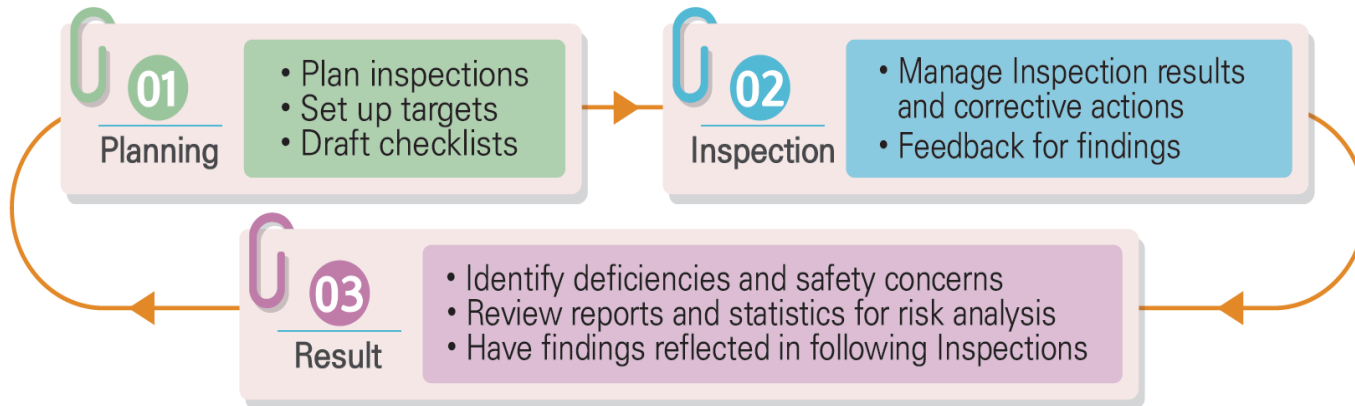 01
Planning
• Plan inspections
• Set up targets
• Draft checklists
02
Inspection
• Manage Inspection results
and corrective actions
• Feedback for findings
03
Result
• Identify deficiencies and safety concerns
• Review reports and statistics for risk analysis
• Have findings reflected in following Inspections